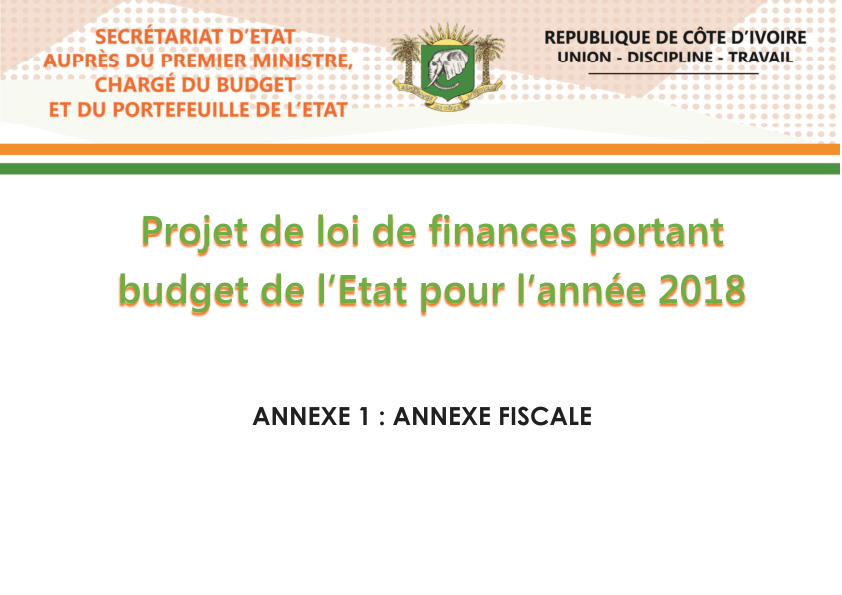 SECRÉTARIAT D’ETAT
AUPRÈS DU PREMIER MINISTRE,
CHARGÉ DU BUDGET
ET DU PORTEFEUILLE DE L’ETAT
REPUBLIQUE DE CÔTE D’IVOIRE
UNION - DISCIPLINE - TRAVAIL
Projet de loi de finances portant
budget de l’Etat pour l’année 2018
ANNEXE 1 : ANNEXE FISCALE